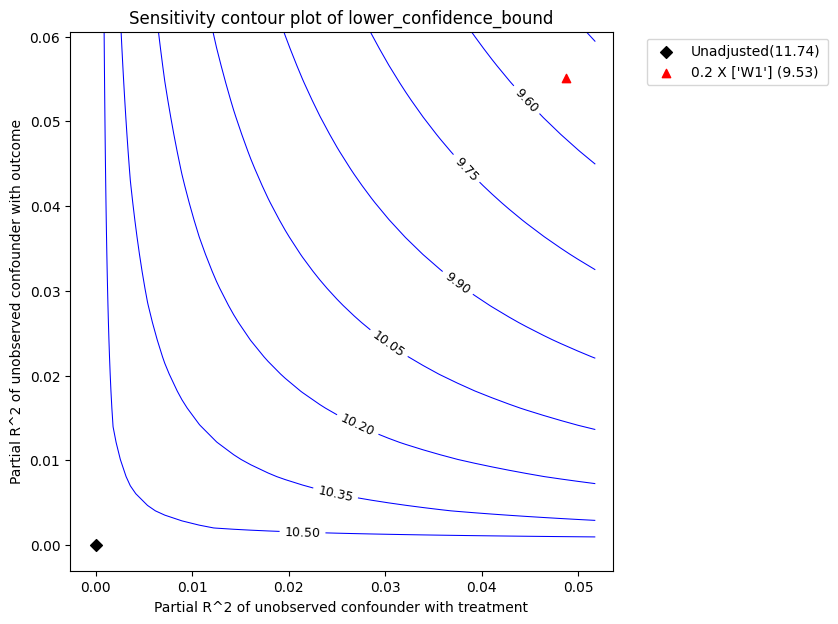 Sensitivity contour plot of lower_confidence_bound
Unadjusted(11.74)
0.2 X ['W1'] (9.53)
Partial R^2 of unobserved confounder with outcome
0.06
0.05
0.04
0.03
0.02
0.01
0.00
9.60
9.75
9.90
10.05
10.20
10.35
10.50
0.00 0.01 0.02 0.03 0.04 0.05
Partial R^2 of unobserved confounder with treatment